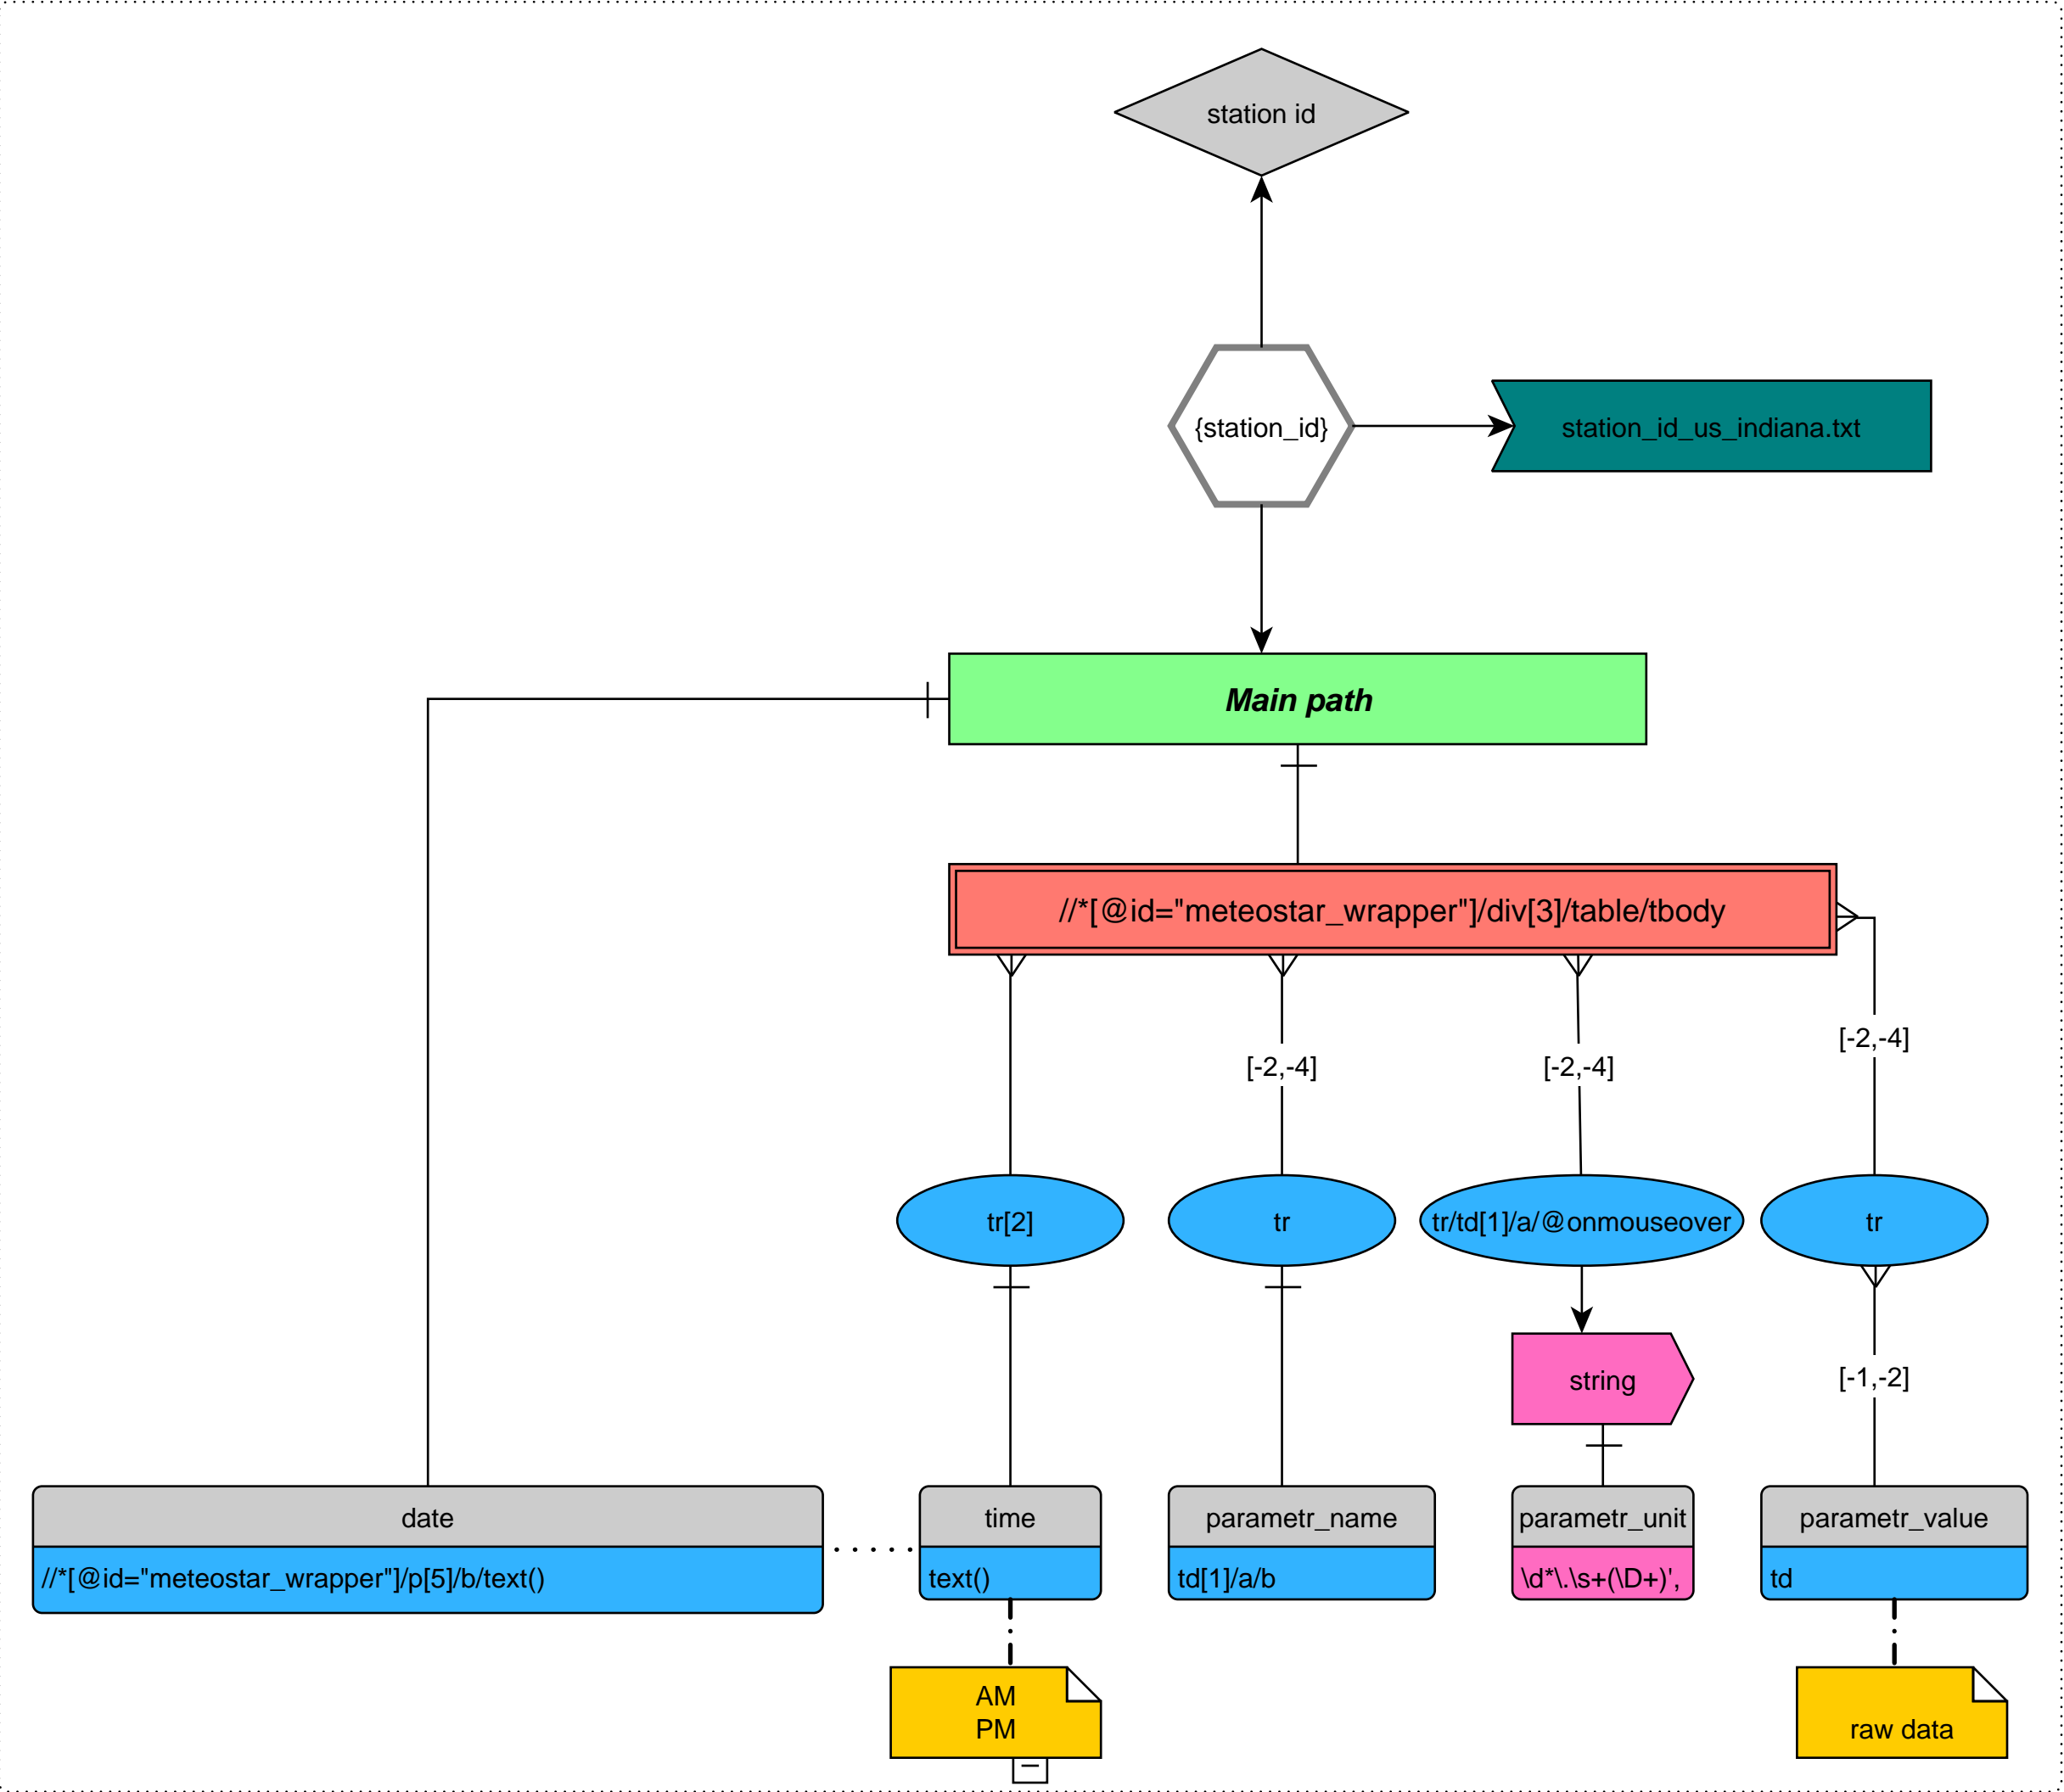 station id
{station_id}
station_id_us_indiana.txt
Main path
//*[@id="meteostar_wrapper"]/div[3]/table/tbody
[-2,-4]
[-2,-4]
[-2,-4]
tr[2]
tr
tr/td[1]/a/@onmouseover
tr
string
[-1,-2]
date
time
parametr_name
parametr_unit
parametr_value
//*[@id="meteostar_wrapper"]/p[5]/b/text()
text()
td[1]/a/b
\d*\.\s+(\D+)',
td
AM
PM
raw data